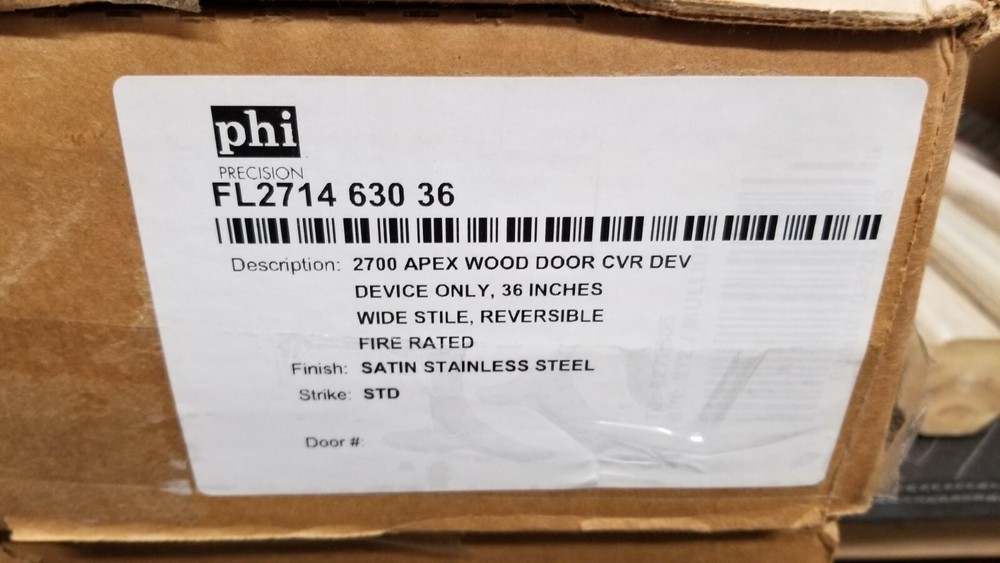 phi
PRECISION
FL2714 630 36
Description: 2700 APEX WOOD DOOR CVR DEV
DEVICE ONLY, 36 INCHES
WIDE STILE, REVERSIBLE
FIRE RATED
Finish: SATIN STAINLESS STEEL
Strike: STD
Door #: